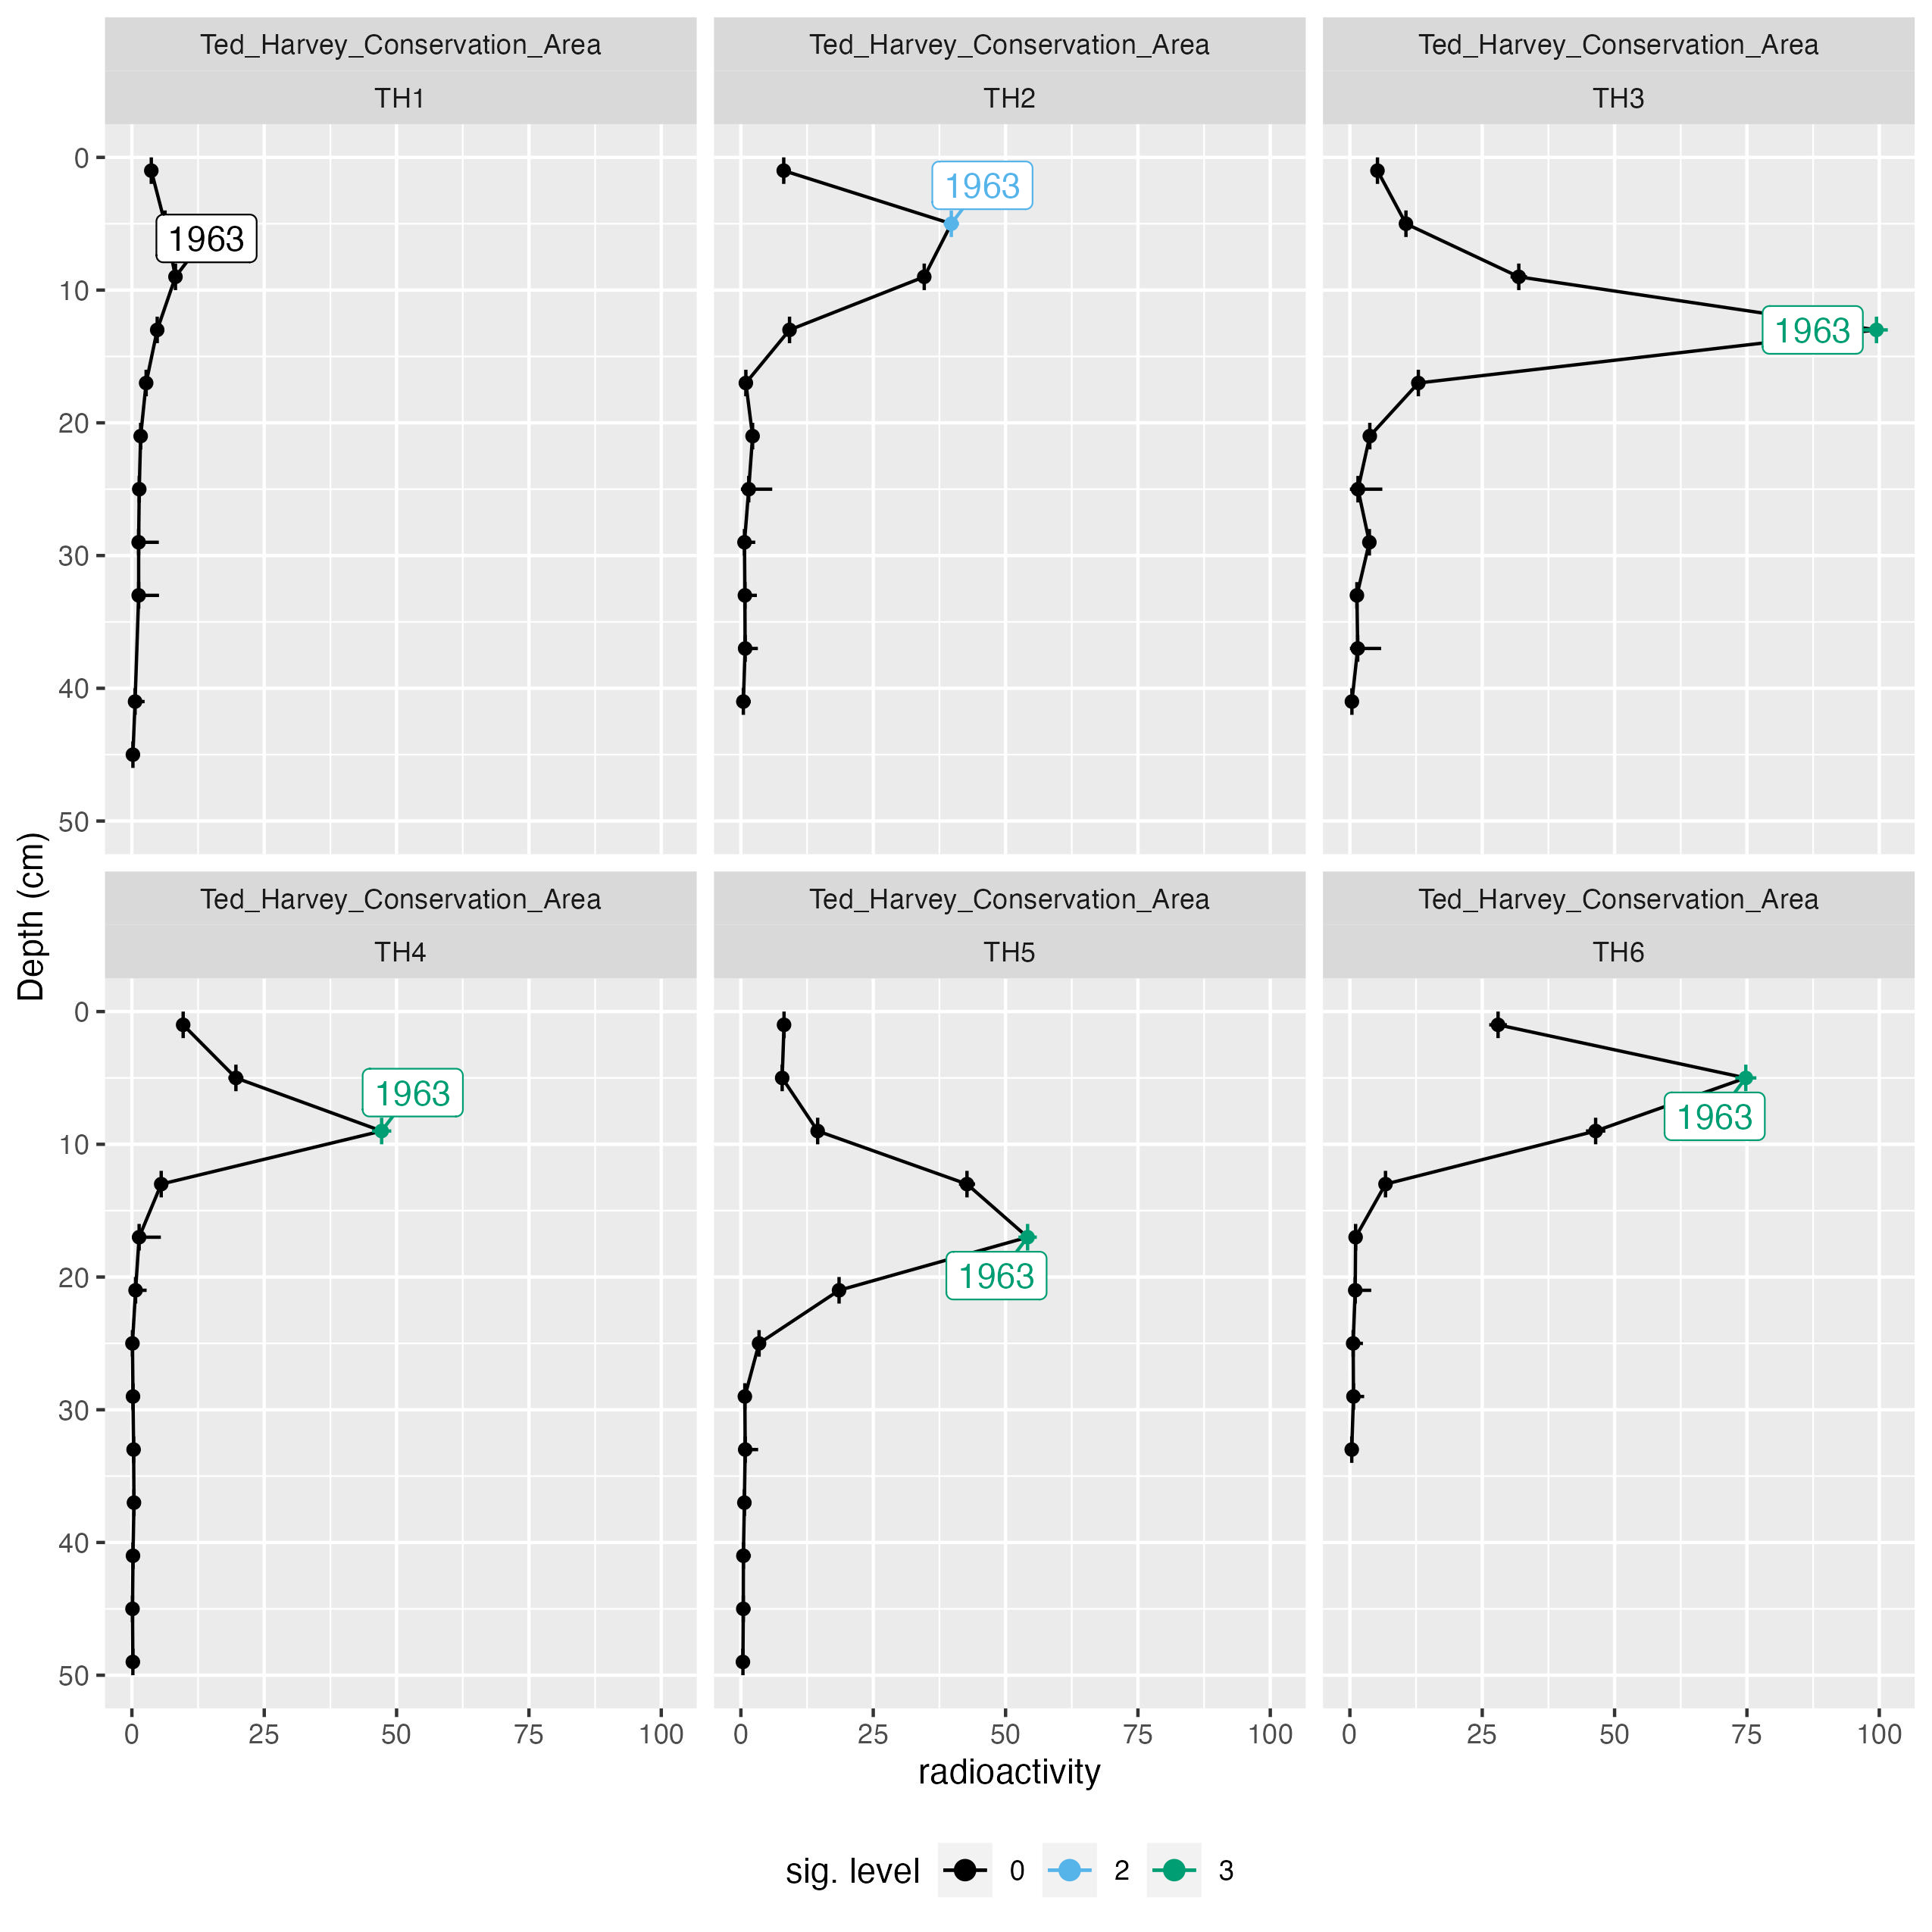 Ted_Harvey_Conservation_Area Ted_Harvey_Conservation_Area Ted_Harvey_Conservation_Area
TH1 TH2 TH3
0
10
20
30
40
50
1963
1963
1963
Depth (cm)
Ted_Harvey_Conservation_Area Ted_Harvey_Conservation_Area Ted_Harvey_Conservation_Area
TH4 TH5 TH6
0
10
20
30
40
50
1963
1963
1963
0 25 50 75 100 0 25 50 75 100 0 25 50 75 100
radioactivity
sig. level 0 2 3